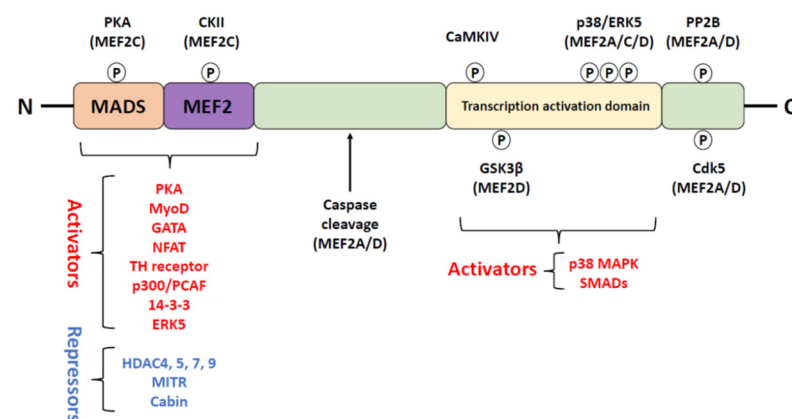 PKA
(MEF2C)
CKII
(MEF2C)
CaMKIV
p38/ERK5
(MEF2A/C/D)
PP2B
(MEF2A/D)
P
P
P
P P P
P
N
MADS
MEF2
Transcription activation domain
C
P
P
GSK3β
(MEF2D)
Cdk5
(MEF2A/D)
Caspase
cleavage
(MEF2A/D)
Activators
PKA
MyoD
GATA
NFAT
TH receptor
p300/PCAF
14-3-3
ERK5
Activators
p38 MAPK
SMADs
Repressors
HDAC4, 5, 7, 9
MITR
Cabin